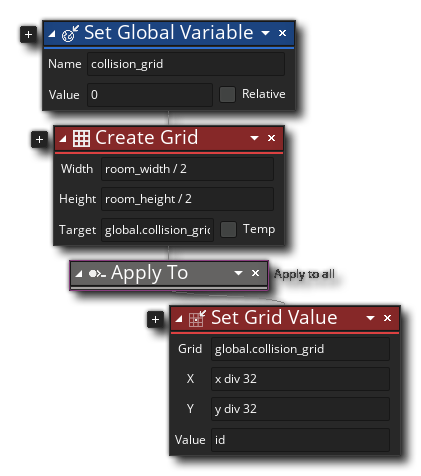 Set Global Variable
Name collision_grid
Value 0 Relative
Create Grid
Width room_width / 2
Height room_height / 2
Target global.collision_gri Temp
Apply To Apply to all
Set Grid Value
Grid global.collision_grid
X x div 32
Y y div 32
Value id